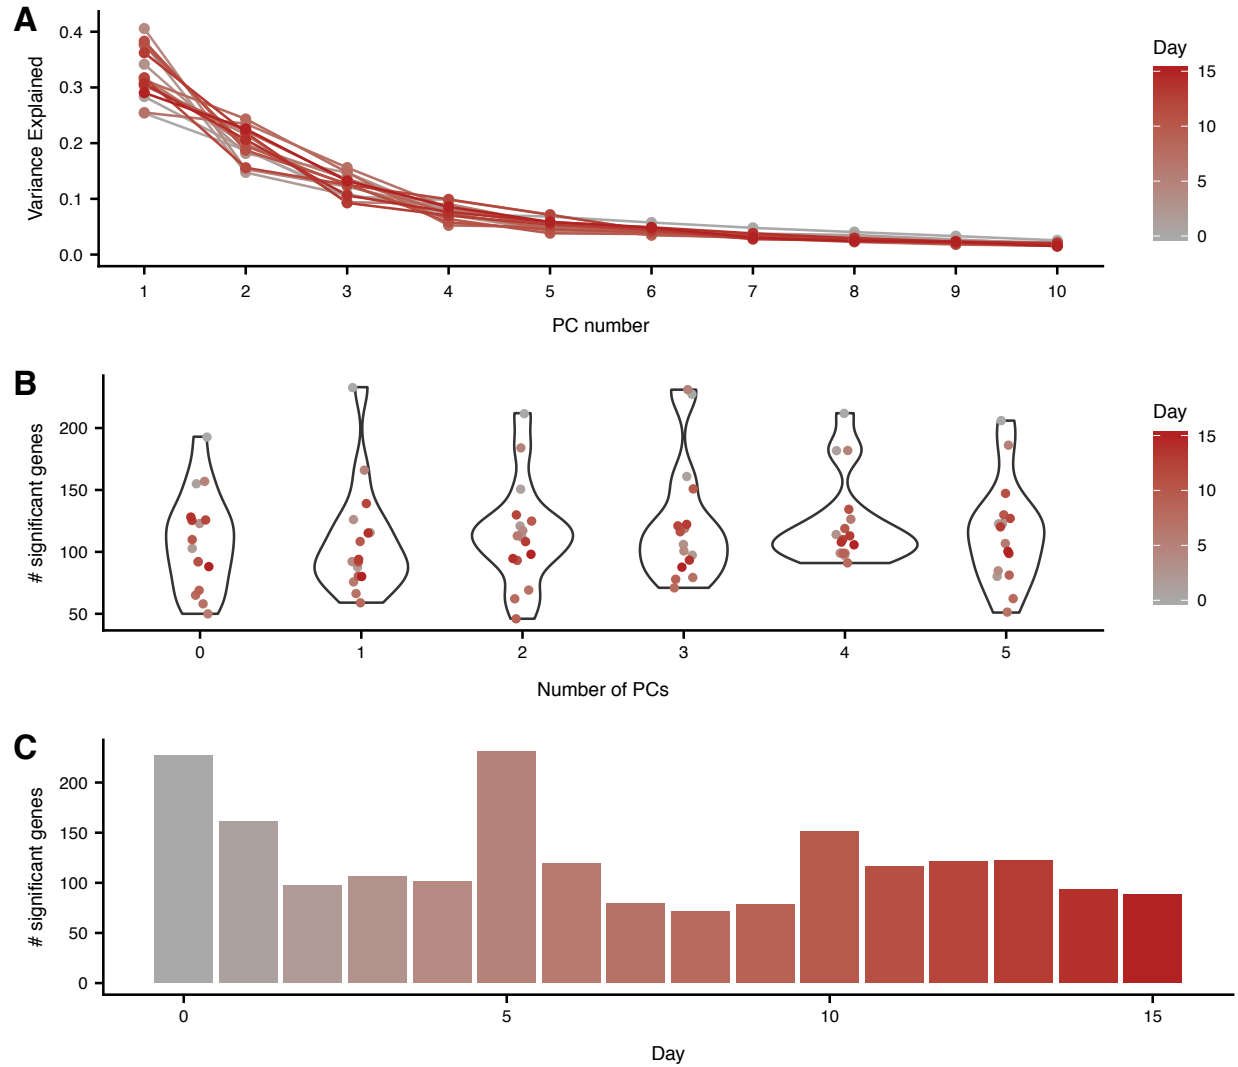 A
Variance Explained
0.4
0.3
0.2
0.1
0.0
1 2 3 4 5 6 7 8 9 10
PC number
Day
15
10
5
0
B
# significant genes
200
150
100
50
0 1 2 3 4 5
Number of PCs
Day
15
10
5
0
C
# significant genes
200
150
100
50
0
0 5 10 15
Day